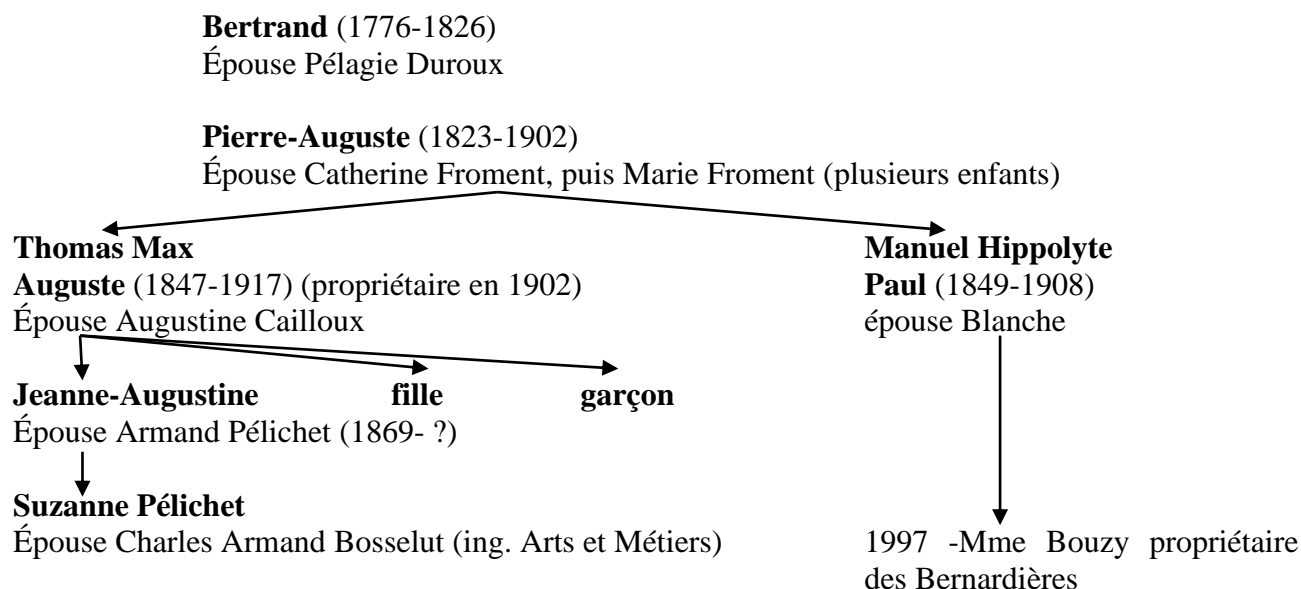 Bertrand (1776-1826)
Épouse Pélagie Duroux
Pierre-Auguste (1823-1902)
Épouse Catherine Froment, puis Marie Froment (plusieurs enfants)
Thomas Max
Auguste (1847-1917) (propriétaire en 1902)
Épouse Augustine Cailloux
Manuel Hippolyte
Paul (1849-1908)
épouse Blanche
Jeanne-Augustine fille garçon
Épouse Armand Pélichet (1869- ?)
Suzanne Pélichet
Épouse Charles Armand Bosselut (ing. Arts et Métiers)
1997 -Mme Bouzy propriétaire
des Bernardières